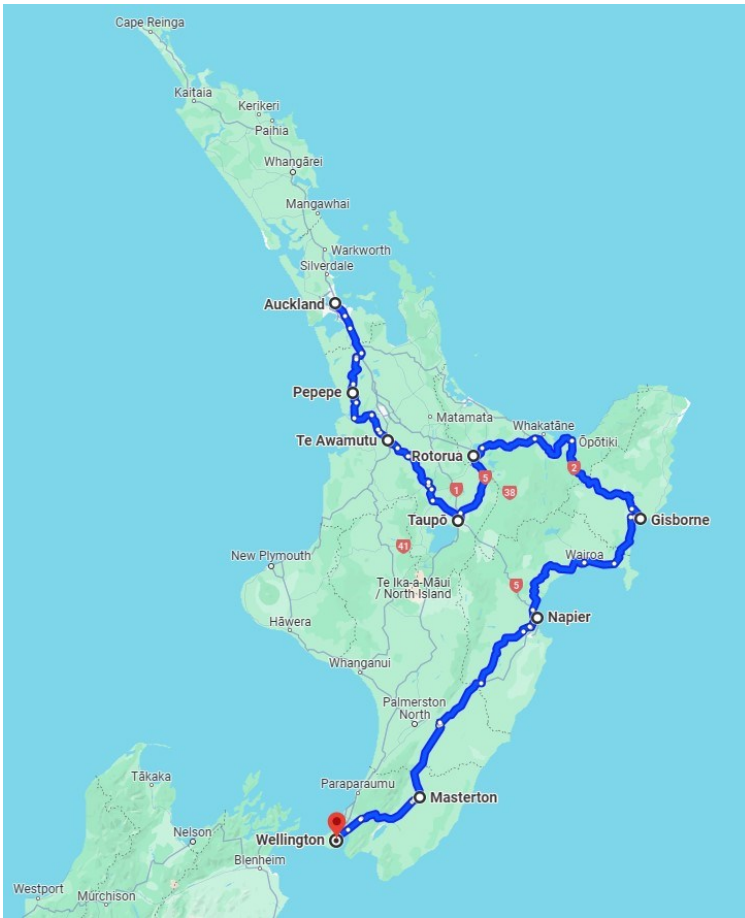 Cape Reinga
Kaitaia
Kerikeri
Paihia
Whangārei
Mangawhai
Warkworth
Silverdale
Auckland
Pepepe
Matamata
Te Awamutu
Whakatāne
Rotorua
Ōpōtiki
2
5
1
38
Taupō
Gisborne
41
New Plymouth
Wairoa
Te Ika-a-Māui
/ North Island
5
Hāwera
Napier
Whanganui
Palmerston
North
Tākaka
Paraparaumu
Masterton
Nelson
Wellington
Blenheim
Westport
Murchison